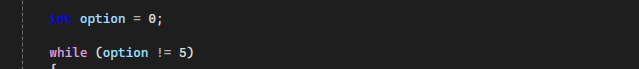 int option = 0;
while (option != 5)
{